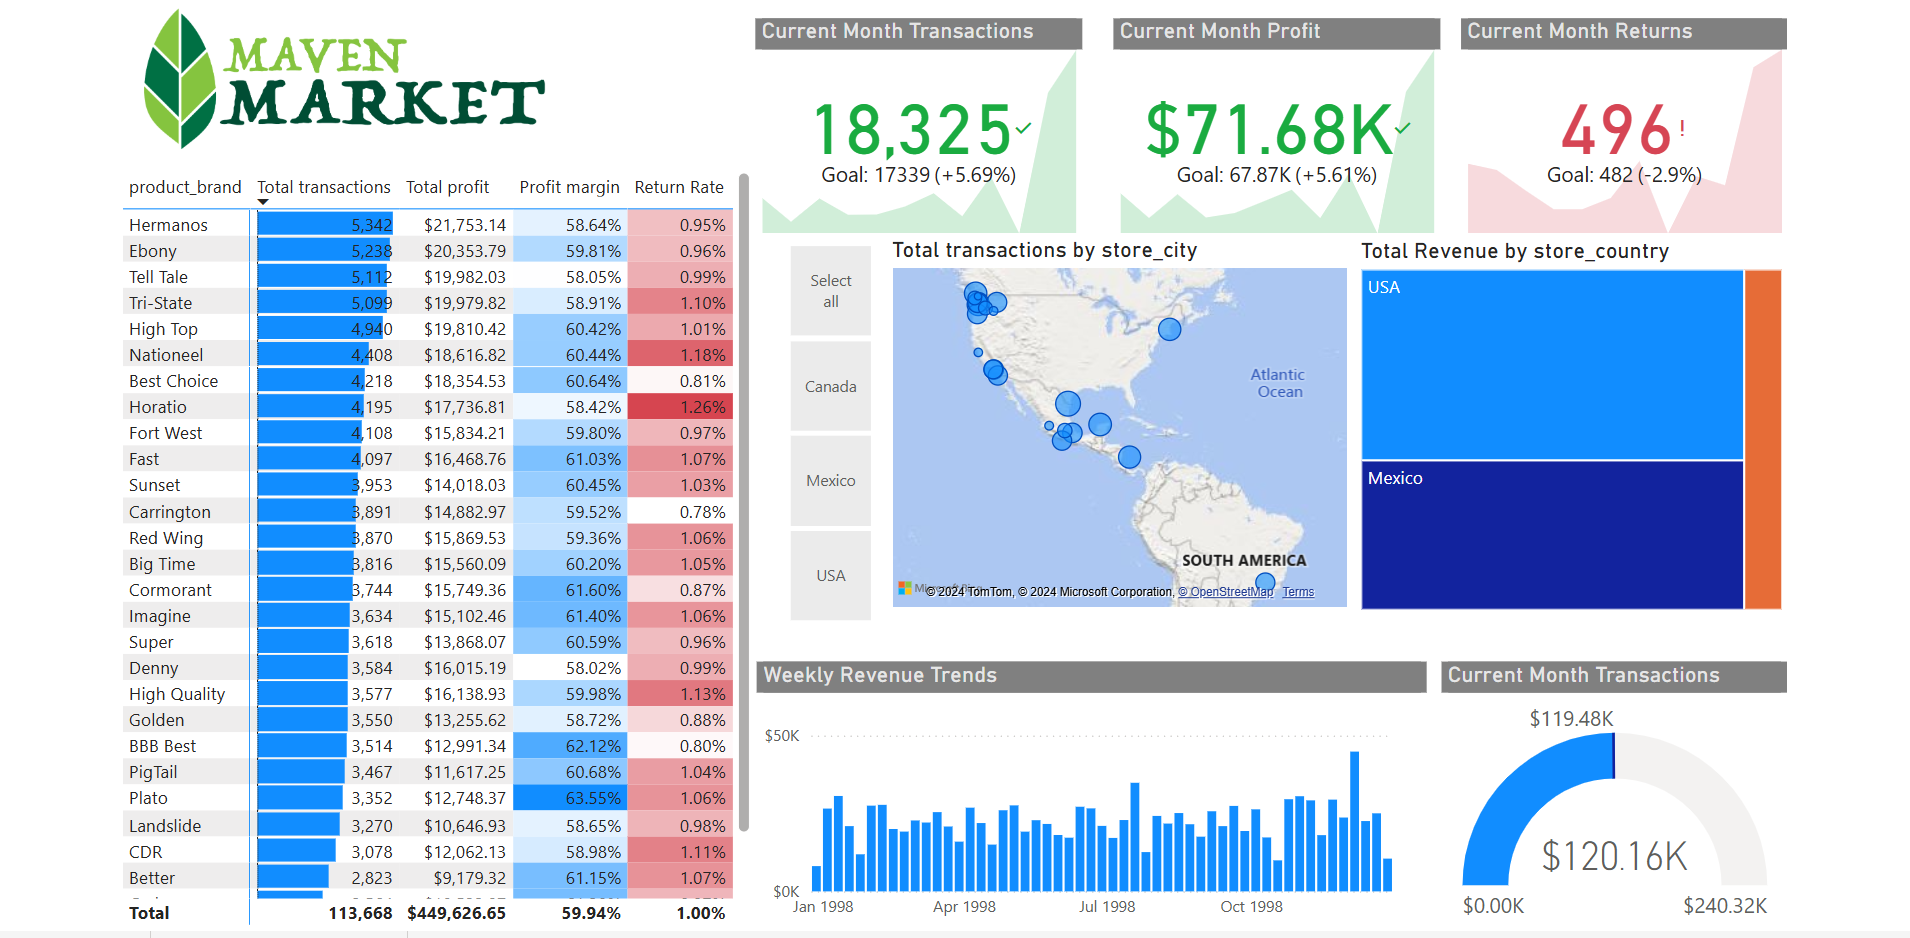 MAVEN
MARKET
product_brand Total transactions Total profit Profit margin Return Rate
Hermanos 5,342 $21,753.14 58.64% 0.95%
Ebony 5,238 $20,353.79 59.81% 0.96%
Tell Tale 5,112 $19,982.03 58.05% 0.99%
Tri-State 5,099 $19,979.82 58.91% 1.10%
High Top 4,940 $19,810.42 60.42% 1.01%
Nationeel 4,408 $18,616.82 60.44% 1.18%
Best Choice 4,218 $18,354.53 60.64% 0.81%
Horatio 4,195 $17,736.81 58.42% 1.26%
Fort West 4,108 $15,834.21 59.80% 0.97%
Fast 4,097 $16,468.76 61.03% 1.07%
Sunset 3,953 $14,018.03 60.45% 1.03%
Carrington 3,891 $14,882.97 59.52% 0.78%
Red Wing 3,870 $15,869.53 59.36% 1.06%
Big Time 3,816 $15,560.09 60.20% 1.05%
Cormorant 3,744 $15,749.36 61.60% 0.87%
Imagine 3,634 $15,102.46 61.40% 1.06%
Super 3,618 $13,868.07 60.59% 0.96%
Denny 3,584 $16,015.19 58.02% 0.99%
High Quality 3,577 $16,138.93 59.98% 1.13%
Golden 3,550 $13,255.62 58.72% 0.88%
BBB Best 3,514 $12,991.34 62.12% 0.80%
PigTail 3,467 $11,617.25 60.68% 1.04%
Plato 3,352 $12,748.37 63.55% 1.06%
Landslide 3,270 $10,646.93 58.65% 0.98%
CDR 3,078 $12,062.13 58.98% 1.11%
Better 2,823 $9,179.32 61.15% 1.07%
Total 113,668 $449,626.65 59.94% 1.00%
Current Month Transactions
18,325
Goal: 17339 (+5.69%)
Current Month Profit
$71.68K
Goal: 67.87K (+5.61%)
Current Month Returns
496!
Goal: 482 (-2.9%)
Select
all
Canada
Mexico
USA
Total transactions by store_city
Atlantic
Ocean
SOUTH AMERICA
© 2024 TomTom, © 2024 Microsoft Corporation, © OpenStreetMap Terms
Total Revenue by store_country
USA
Mexico
Weekly Revenue Trends
$50K
$0K
Jan 1998 Apr 1998 Jul 1998 Oct 1998
Current Month Transactions
$119.48K
$120.16K
$0.00K $240.32K